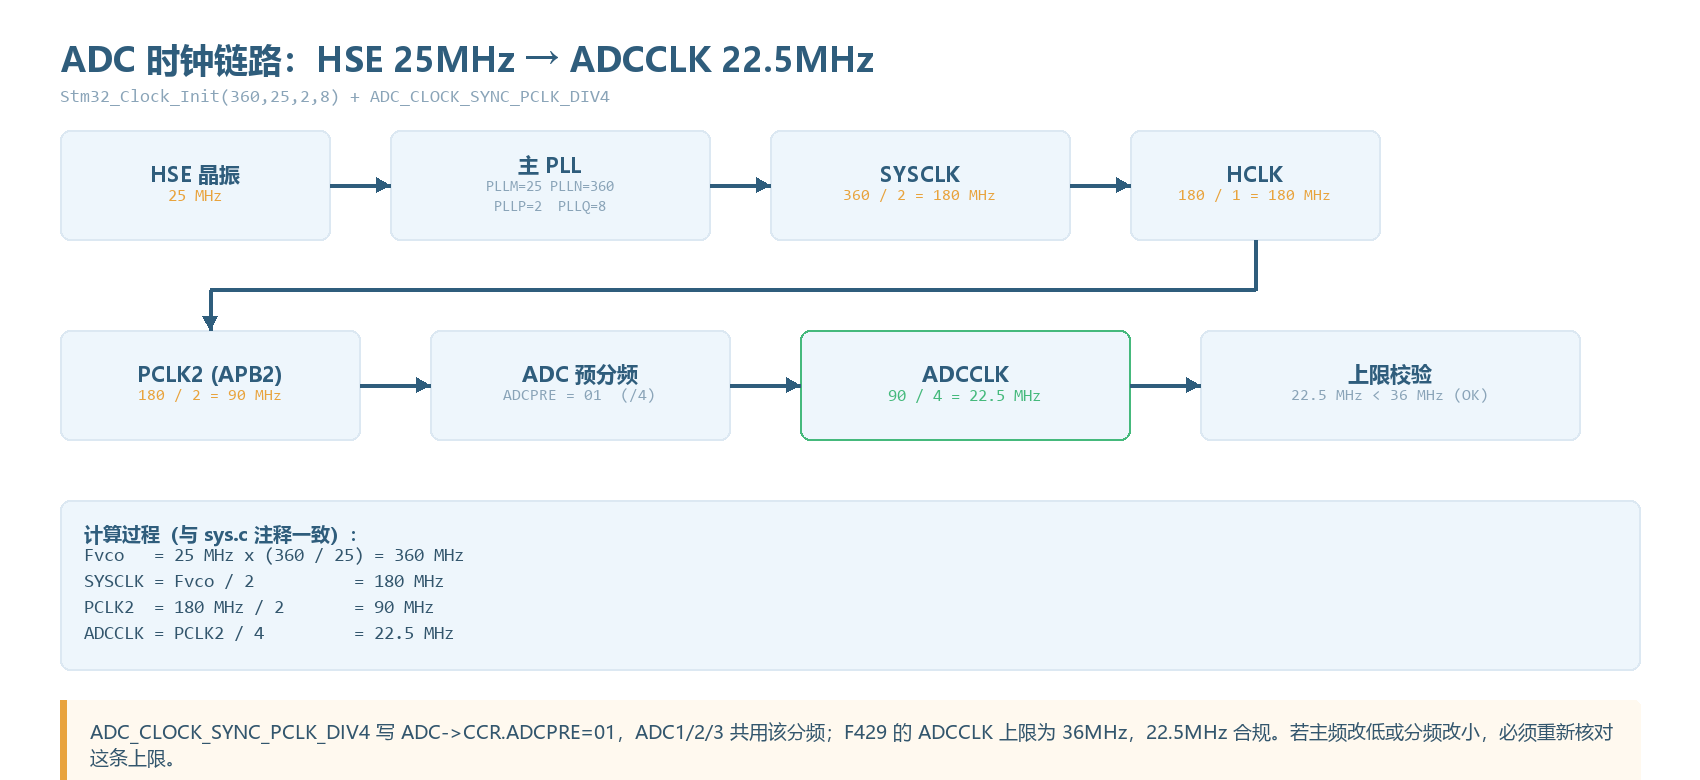 ADC 时钟链路：HSE 25MHz → ADCCLK 22.5MHz
Stm32_Clock_Init(360,25,2,8) + ADC_CLOCK_SYNC_PCLK_DIV4
HSE 晶振
25 MHz
主 PLL
PLLM=25 PLLN=360
PLLP=2  PLLQ=8
SYSCLK
360 / 2 = 180 MHz
HCLK
180 / 1 = 180 MHz
PCLK2 (APB2)
180 / 2 = 90 MHz
ADC 预分频
ADCPRE = 01  (/4)
ADCCLK
90 / 4 = 22.5 MHz
上限校验
22.5 MHz < 36 MHz (OK)
计算过程（与 sys.c 注释一致）：
Fvco   = 25 MHz x (360 / 25) = 360 MHz
SYSCLK = Fvco / 2          = 180 MHz
PCLK2  = 180 MHz / 2       = 90 MHz
ADCCLK = PCLK2 / 4         = 22.5 MHz
ADC_CLOCK_SYNC_PCLK_DIV4 写 ADC->CCR.ADCPRE=01，ADC1/2/3 共用该分频；F429 的 ADCCLK 上限为 36MHz，22.5MHz 合规。若主频改低或分频改小，必须重新核对
这条上限。